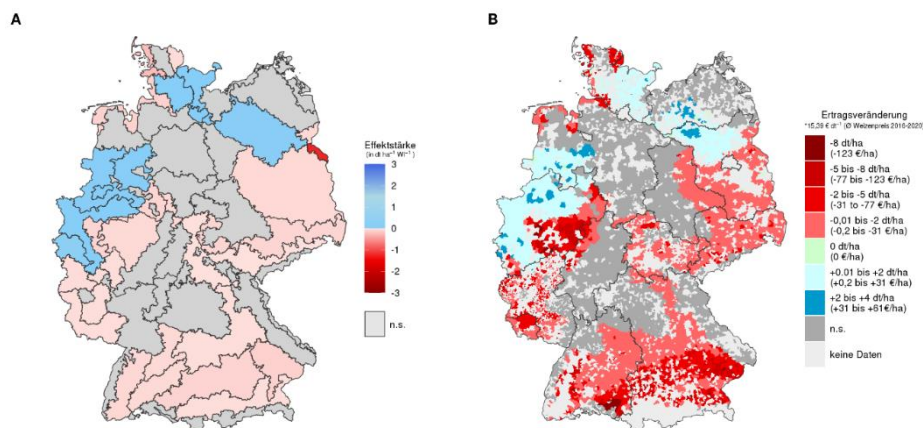 A
B
Effektstärke
(in dt ha⁻¹ WT⁻¹)
3
2
1
0
-1
-2
-3
n.s.
Ertragsveränderung
*15,39 € dt⁻¹ (Ø Weizenpreis 2016-2020)
-8 dt/ha
(-123 €/ha)
-5 bis -8 dt/ha
(-77 bis -123 €/ha)
-2 bis -5 dt/ha
(-31 to -77 €/ha)
-0,01 bis -2 dt/ha
(-0,2 bis -31 €/ha)
0 dt/ha
(0 €/ha)
+0.01 bis +2 dt/ha
(+0,2 bis +31 €/ha)
+2 bis +4 dt/ha
(+31 bis +61€/ha)
n.s.
keine Daten